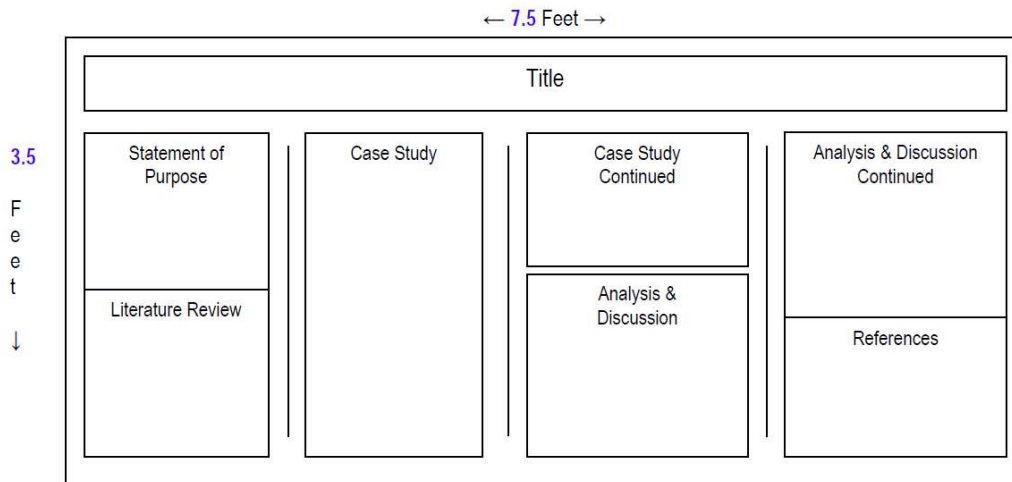 ← 7.5 Feet →
Title
3.5
F
e
e
t
↓
Statement of
Purpose
Literature Review
Case Study
Case Study
Continued
Analysis &
Discussion
Analysis & Discussion
Continued
References